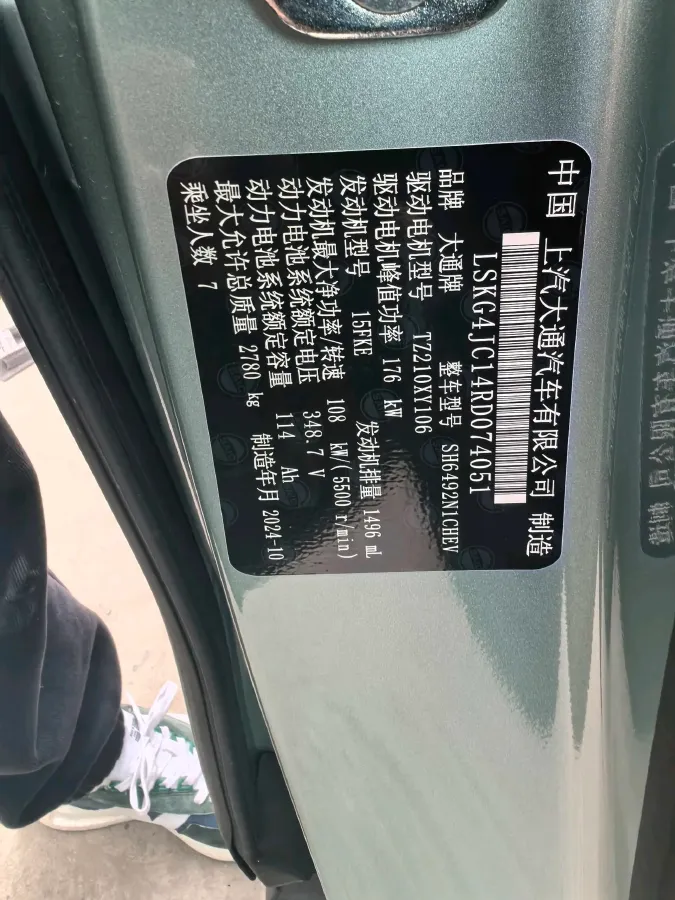 中国 上汽大通汽车有限公司 制造
LSKG4JC14RD074051
品牌 大通牌 整车型号 SH6492N1CHEV
驱动电机型号 TZ210XY106
驱动电机峰值功率 176 kW
发动机型号 15FKE 发动机排量 1496 mL
发动机最大净功率/转速 108 kW/(5500 r/min)
动力电池系统额定电压 348.7 V
动力电池系统额定容量 114 Ah
最大允许总质量 2780 kg 制造年月 2024-10
乘坐人数 7